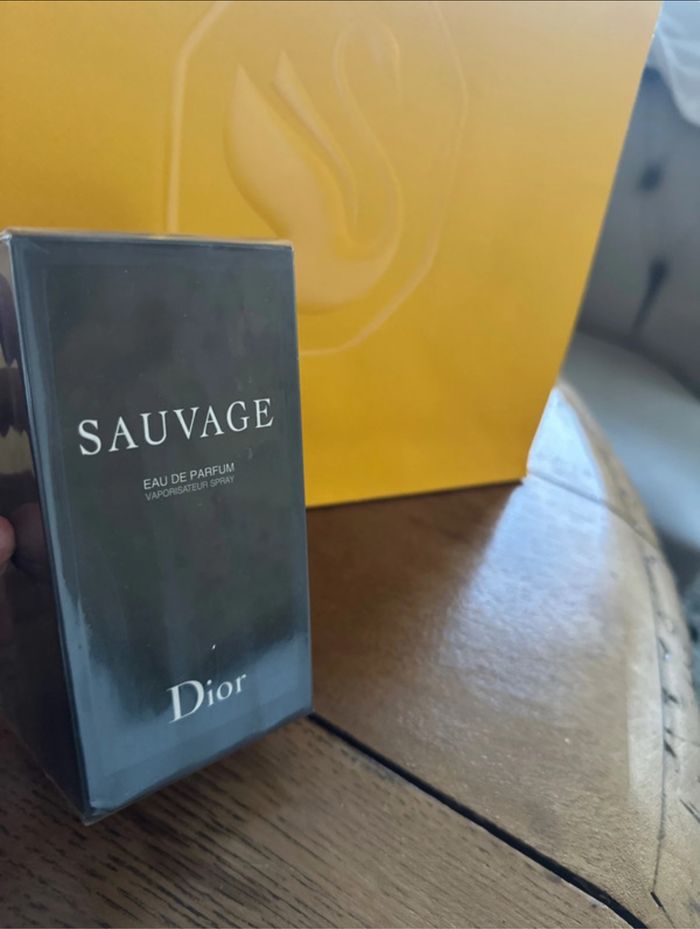 SAUVAGE
EAU DE PARFUM
VAPORISATEUR SPRAY
Dior